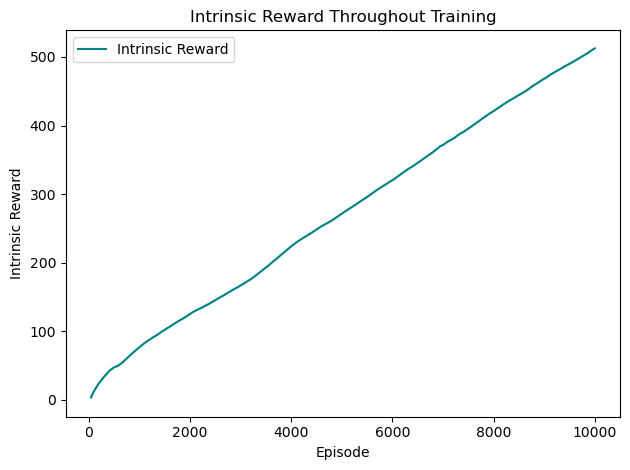 Intrinsic Reward Throughout Training
Intrinsic Reward
500
400
300
200
100
0
Intrinsic Reward
0 2000 4000 6000 8000 10000
Episode